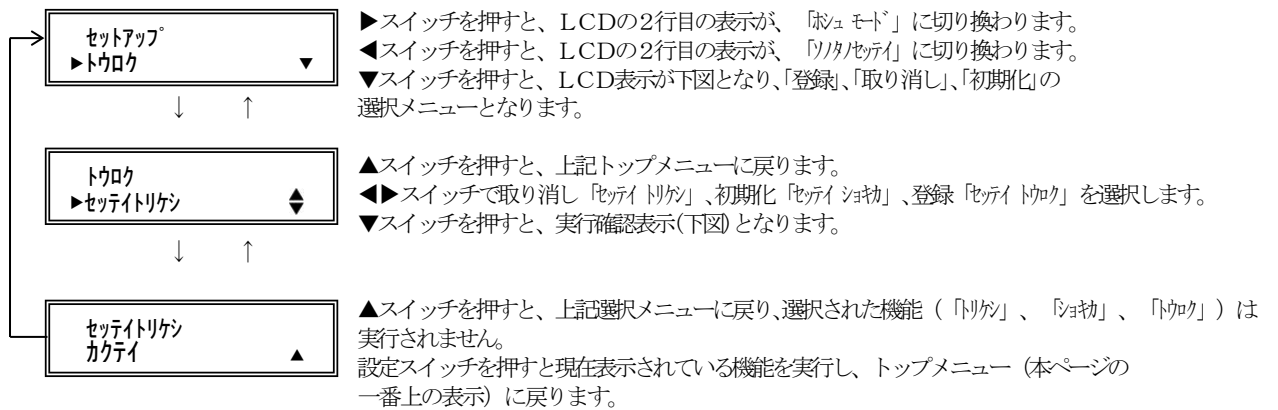 セットアップ
▶トウロク ▼
▶スイッチを押すと、LCDの2行目の表示が、「ﾎｼｭ ﾓｰﾄﾞ」に切り換わります。
◀スイッチを押すと、LCDの2行目の表示が、「ｿﾉﾀﾉｾｯﾃｲ」に切り換わります。
▼スイッチを押すと、LCD表示が下図となり、「登録」、「取り消し」、「初期化」の
選択メニューとなります。
↓ ↑
トウロク
▶セッテイトリケシ ◆
▲スイッチを押すと、上記トップメニューに戻ります。
◀▶スイッチで取り消し「ｾｯﾃｲ ﾄﾘｹｼ」、初期化「ｾｯﾃｲ ｼｮｷｶ」、登録「ｾｯﾃｲ ﾄｳﾛｸ」を選択します。
▼スイッチを押すと、実行確認表示(下図)となります。
↓ ↑
セッテイトリケシ
カクテイ ▲
▲スイッチを押すと、上記選択メニューに戻り、選択された機能（「ﾄﾘｹｼ」、「ｼｮｷｶ」、「ﾄｳﾛｸ」）は
実行されません。
設定スイッチを押すと現在表示されている機能を実行し、トップメニュー（本ページの
一番上の表示）に戻ります。